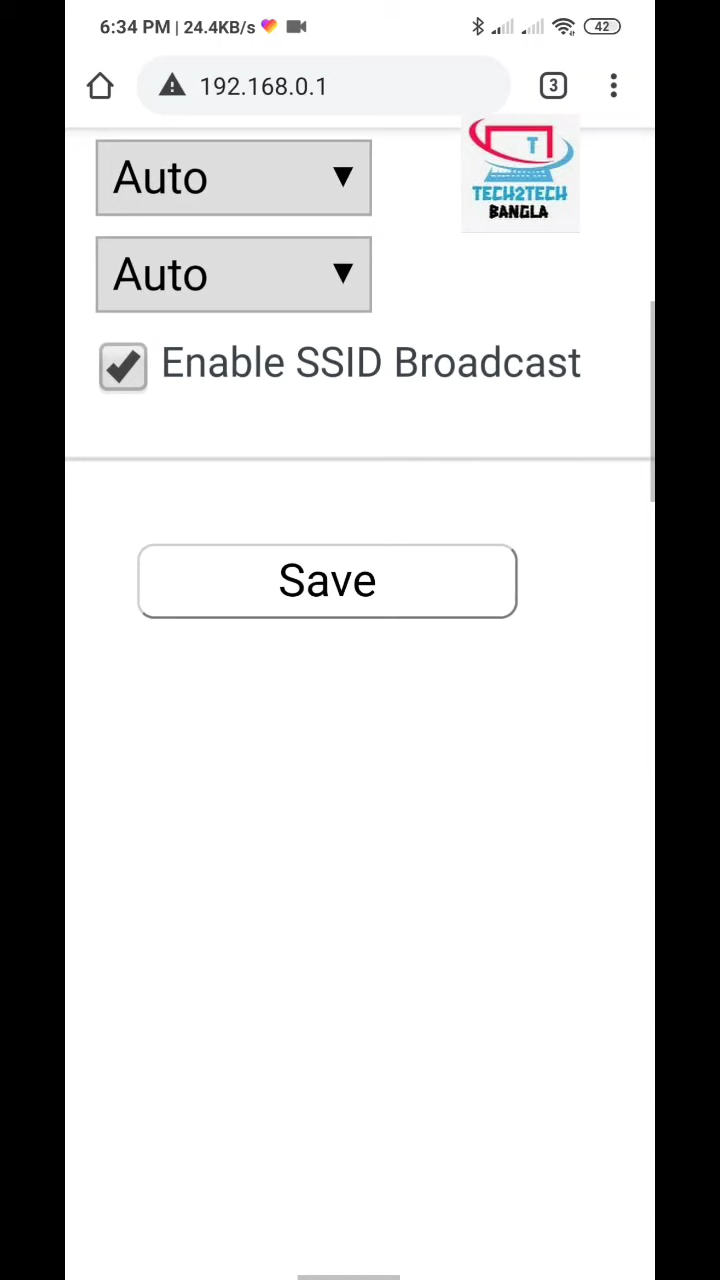 6:34 PM | 24.4KB/s 42
192.168.0.1 3
Auto
T
TECH2TECH
BANGLA
Auto
Enable SSID Broadcast
Save